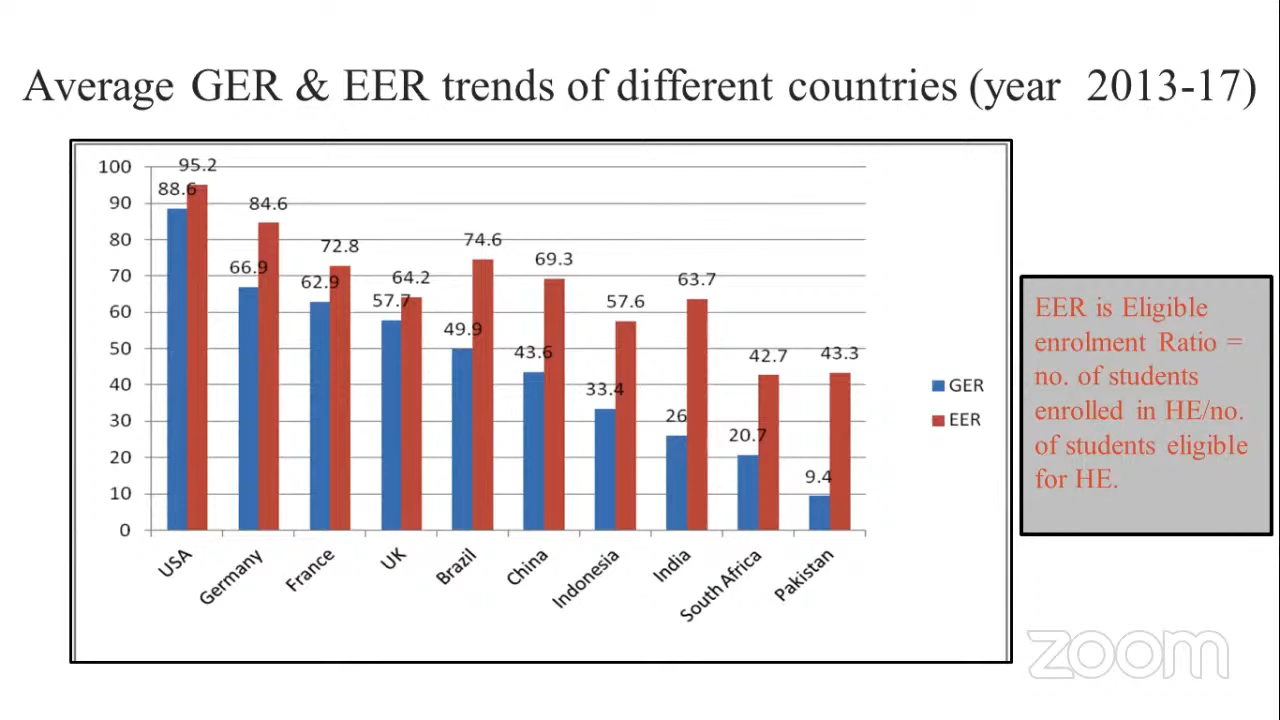 Average GER & EER trends of different countries (year 2013-17)
100
90
80
70
60
50
40
30
20
10
0
88.6
95.2
66.9
84.6
62.9
72.8
57.7
64.2
49.9
74.6
43.6
69.3
33.4
57.6
26
63.7
20.7
42.7
9.4
43.3
USA
Germany
France
UK
Brazil
China
Indonesia
India
South Africa
Pakistan
GER
EER
EER is Eligible
enrolment Ratio =
no. of students
enrolled in HE/no.
of students eligible
for HE.
zoom